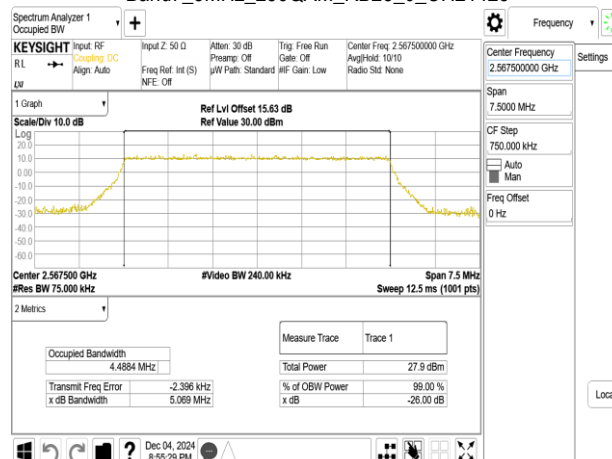 Spectrum Analyzer 1
Occupied BW
Frequency
Settings
KEYSIGHT
RL
Input: RF
Coupling: DC
Align: Auto
Input Z: 50 Ω
Freq Ref: Int (S)
NFE: Off
Atten: 30 dB
Preamp: Off
µW Path: Standard
Trig: Free Run
Gate: Off
#IF Gain: Low
Center Freq: 2.567500000 GHz
Avg|Hold: 10/10
Radio Std: None
Center Frequency
2.567500000 GHz
Span
7.5000 MHz
CF Step
750.000 kHz
Auto
Man
Freq Offset
0 Hz
1 Graph
Scale/Div 10.0 dB
Ref Lvl Offset 15.63 dB
Ref Value 30.00 dBm
Log
20.0
10.0
0.00
-10.0
-20.0
-30.0
-40.0
-50.0
-60.0
Center 2.567500 GHz
#Res BW 75.000 kHz
#Video BW 240.00 kHz
Span 7.5 MHz
Sweep 12.5 ms (1001 pts)
2 Metrics
Measure Trace Trace 1
Occupied Bandwidth
4.4884 MHz
Total Power 27.9 dBm
Transmit Freq Error -2.396 kHz
% of OBW Power 99.00 %
x dB Bandwidth 5.069 MHz
x dB -26.00 dB
Loca
?
Dec 04, 2024
8:55:29 PM